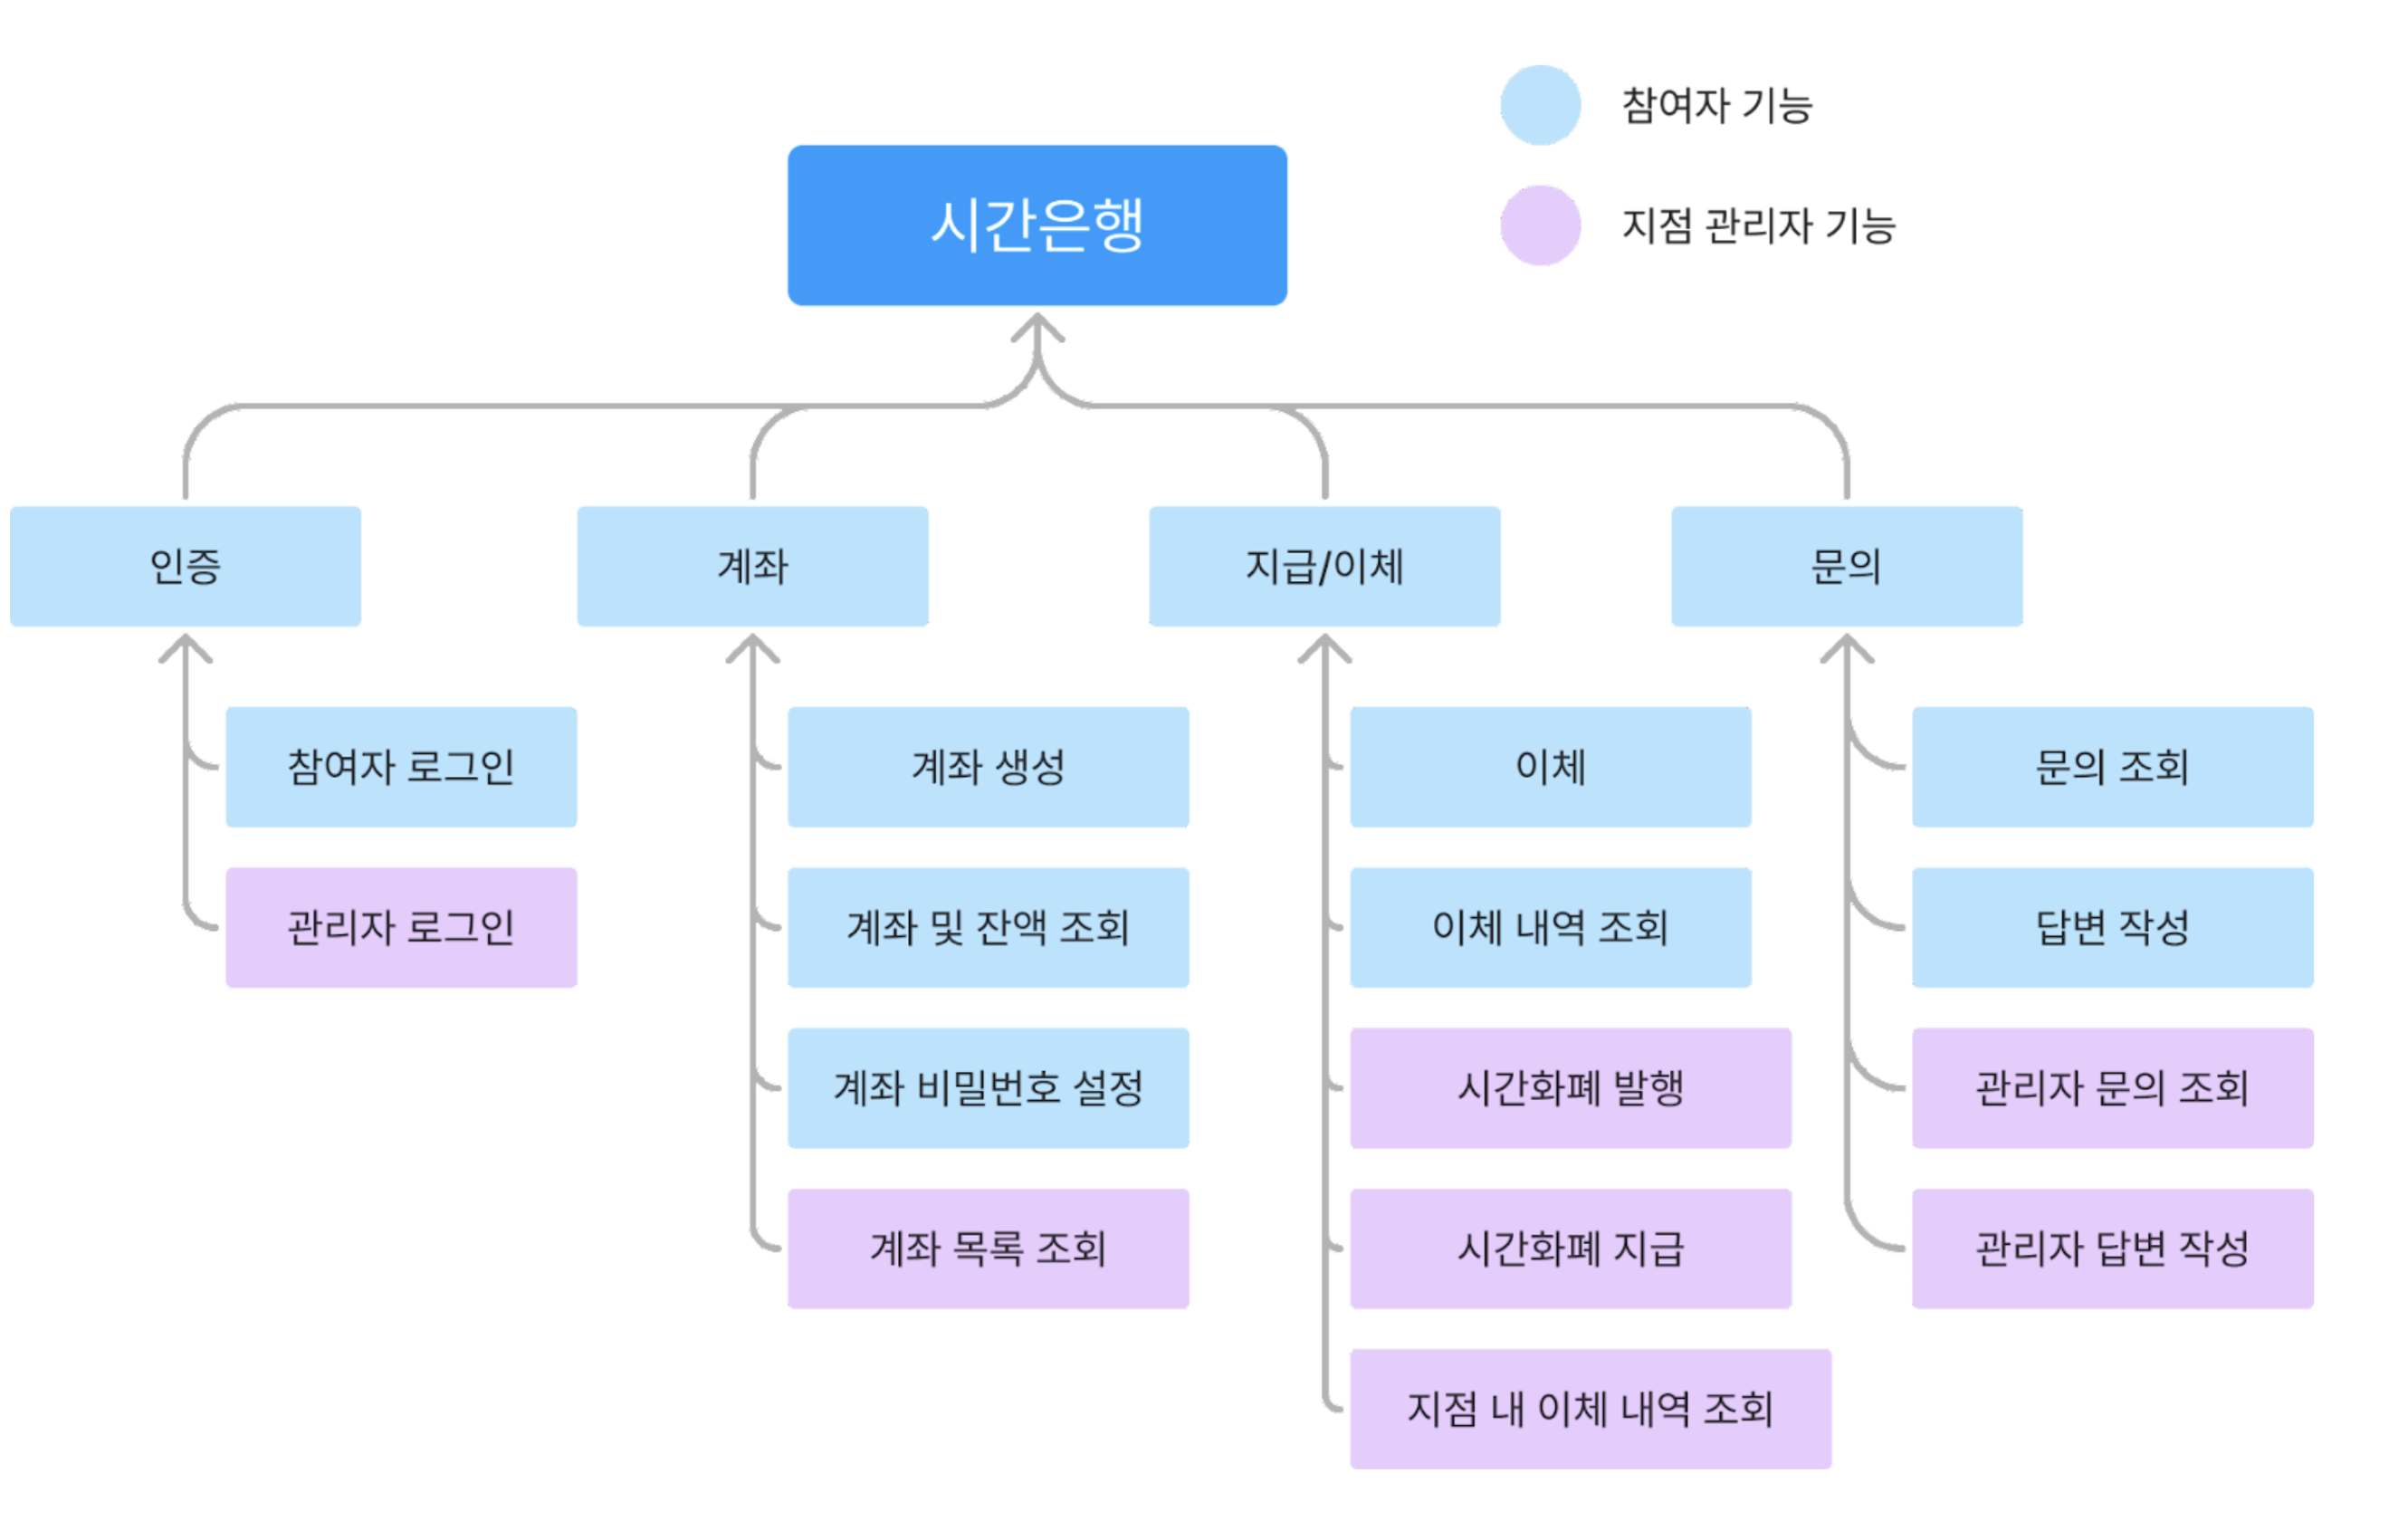 참여자 기능
지점 관리자 기능
시간은행
인증
계좌
지급/이체
문의
참여자 로그인
관리자 로그인
계좌 생성
계좌 및 잔액 조회
계좌 비밀번호 설정
계좌 목록 조회
이체
이체 내역 조회
시간화폐 발행
시간화폐 지급
지점 내 이체 내역 조회
문의 조회
답변 작성
관리자 문의 조회
관리자 답변 작성